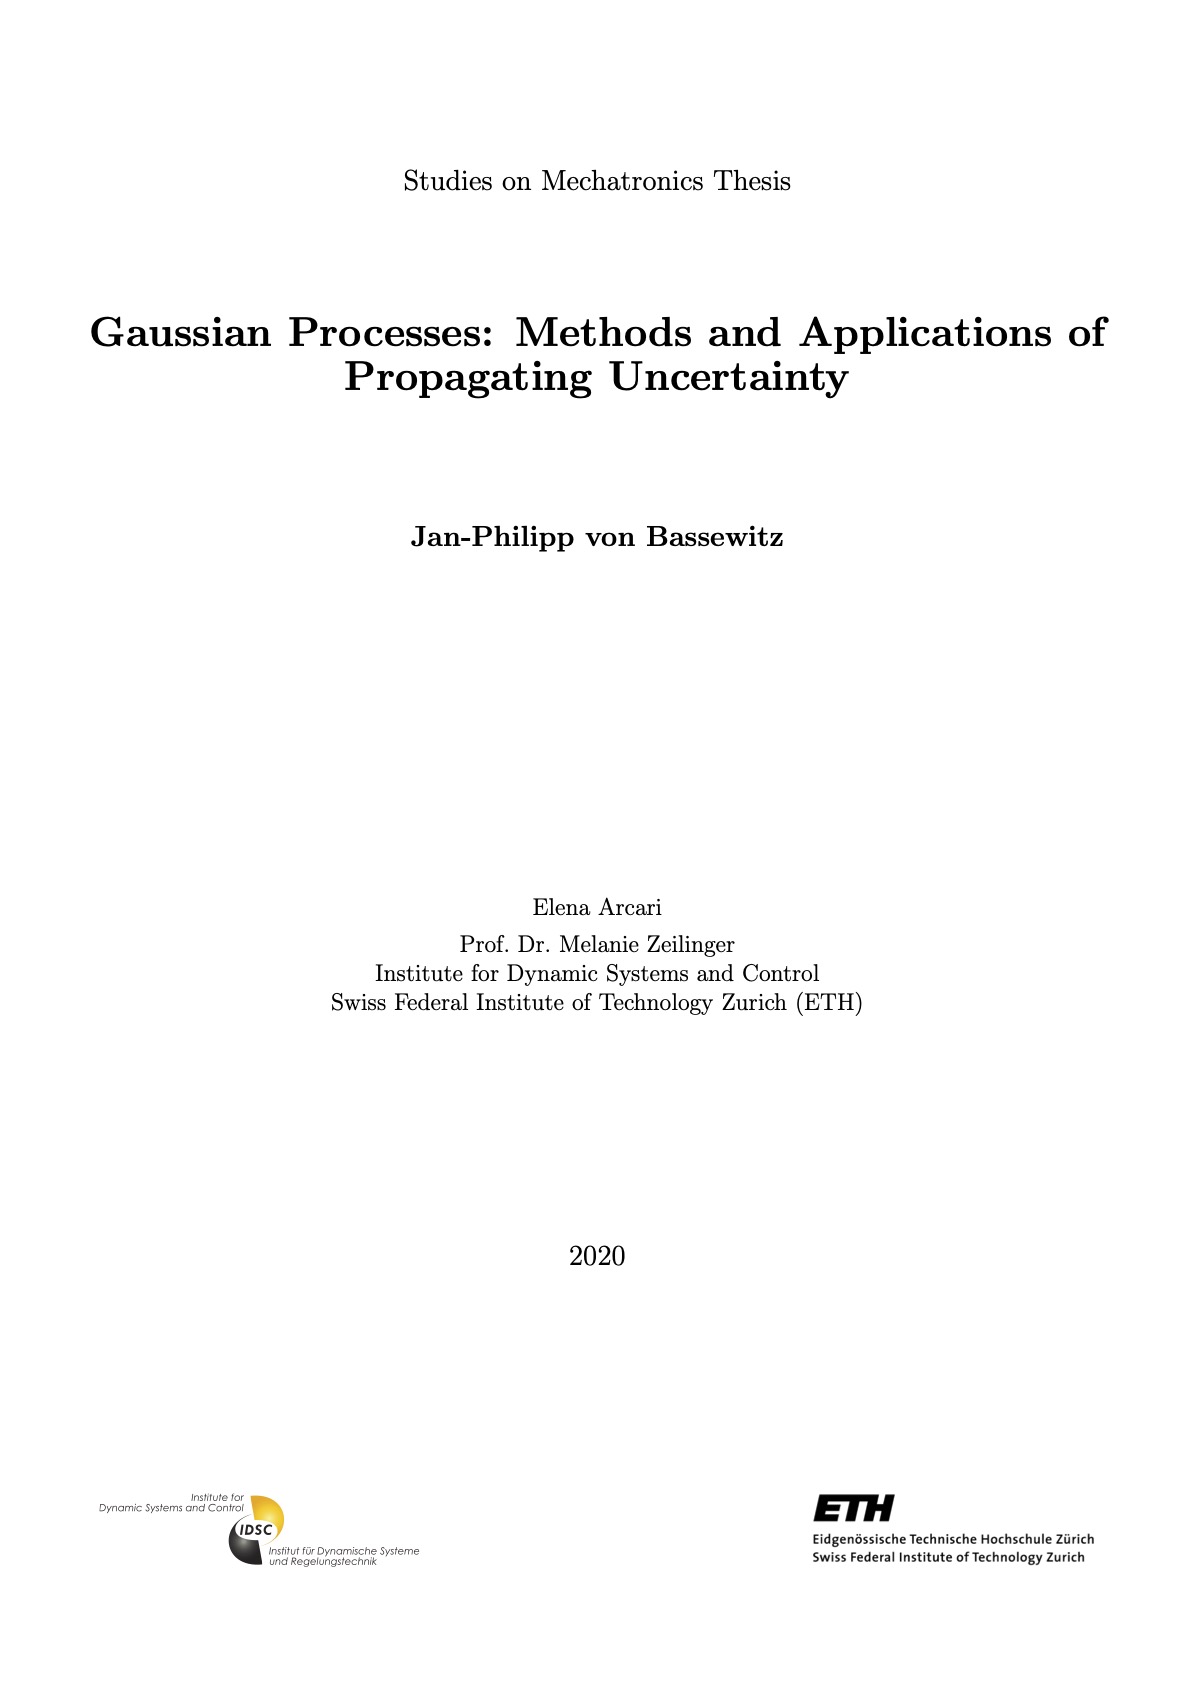 Studies on Mechatronics Thesis
Gaussian Processes: Methods and Applications of
Propagating Uncertainty
Jan-Philipp von Bassewitz
Elena Arcari
Prof. Dr. Melanie Zeilinger
Institute for Dynamic Systems and Control
Swiss Federal Institute of Technology Zurich (ETH)
2020
Institute for
Dynamic Systems and Control
IDSC
Institut für Dynamische Systeme
und Regelungstechnik
ETH
Eidgenössische Technische Hochschule Zürich
Swiss Federal Institute of Technology Zurich